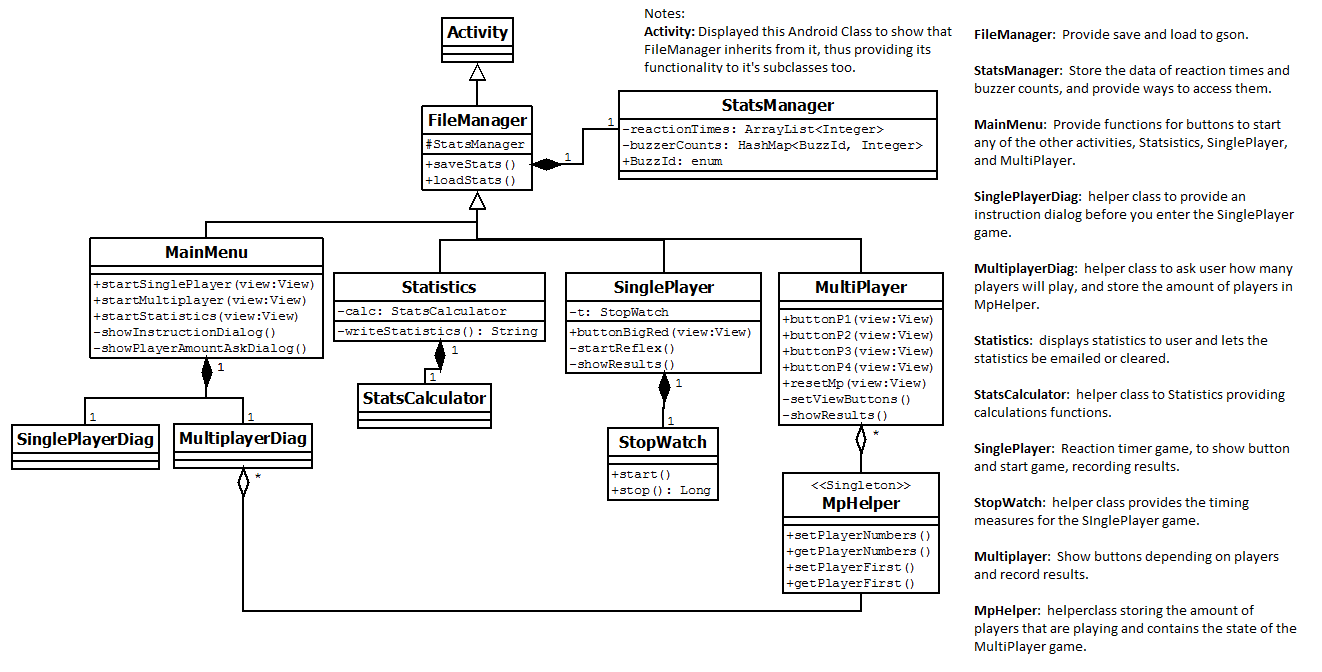 Activity
Notes:
Activity: Displayed this Android Class to show that
FileManager inherits from it, thus providing its
functionality to it's subclasses too.
FileManager
#StatsManager
+saveStats()
+loadStats()
1
1
StatsManager
-reactionTimes: ArrayList<Integer>
-buzzerCounts: HashMap<BuzzId, Integer>
+BuzzId: enum
MainMenu
+startSinglePlayer(view:View)
+startMultiplayer(view:View)
+startStatistics(view:View)
-showInstructionDialog()
-showPlayerAmountAskDialog()
1
1
1
SinglePlayerDiag
MultiplayerDiag
*
Statistics
-calc: StatsCalculator
-writeStatistics(): String
1
1
StatsCalculator
SinglePlayer
-t: StopWatch
+buttonBigRed(view:View)
-startReflex()
-showResults()
1
1
StopWatch
+start()
+stop(): Long
MultiPlayer
+buttonP1(view:View)
+buttonP2(view:View)
+buttonP3(view:View)
+buttonP4(view:View)
+resetMp(view:View)
-setViewButtons()
-showResults()
*
<<Singleton>>
MpHelper
+setPlayerNumbers()
+getPlayerNumbers()
+setPlayerFirst()
+getPlayerFirst()
FileManager: Provide save and load to gson.
StatsManager: Store the data of reaction times and
buzzer counts, and provide ways to access them.
MainMenu: Provide functions for buttons to start
any of the other activities, Statsistics, SinglePlayer,
and MultiPlayer.
SinglePlayerDiag: helper class to provide an
instruction dialog before you enter the SinglePlayer
game.
MultiplayerDiag: helper class to ask user how many
players will play, and store the amount of players in
MpHelper.
Statistics: displays statistics to user and lets the
statistics be emailed or cleared.
StatsCalculator: helper class to Statistics providing
calculations functions.
SinglePlayer: Reaction timer game, to show button
and start game, recording results.
StopWatch: helper class provides the timing
measures for the SInglePlayer game.
Multiplayer: Show buttons depending on players
and record results.
MpHelper: helperclass storing the amount of
players that are playing and contains the state of the
MultiPlayer game.